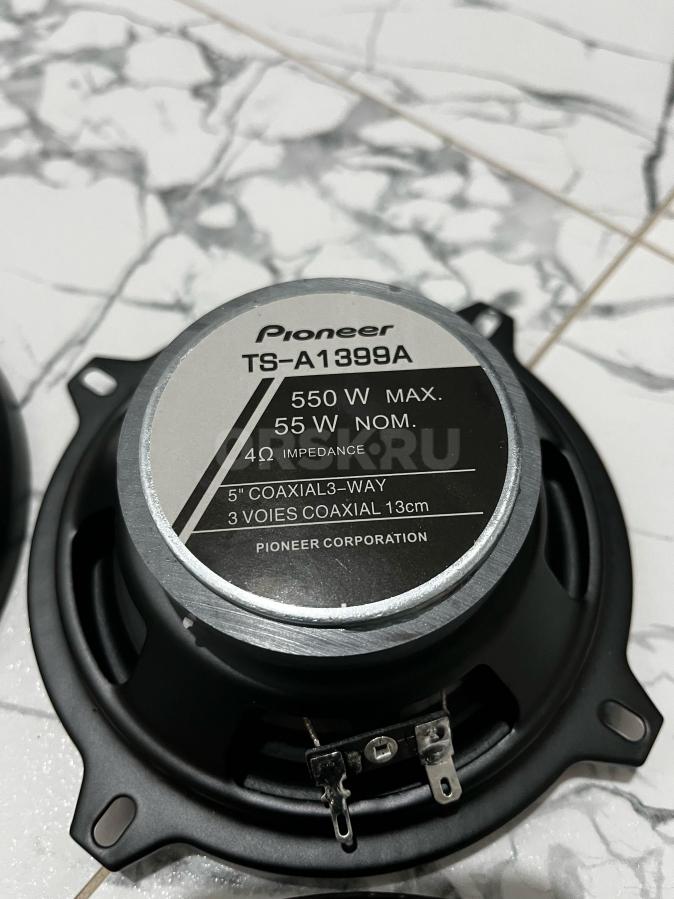 Pioneer
TS-A1399A
550 W MAX.
55 W NOM.
4Ω IMPEDANCE
ORSK.RU
5" COAXIAL3-WAY
3 VOIES COAXIAL 13cm
PIONEER CORPORATION